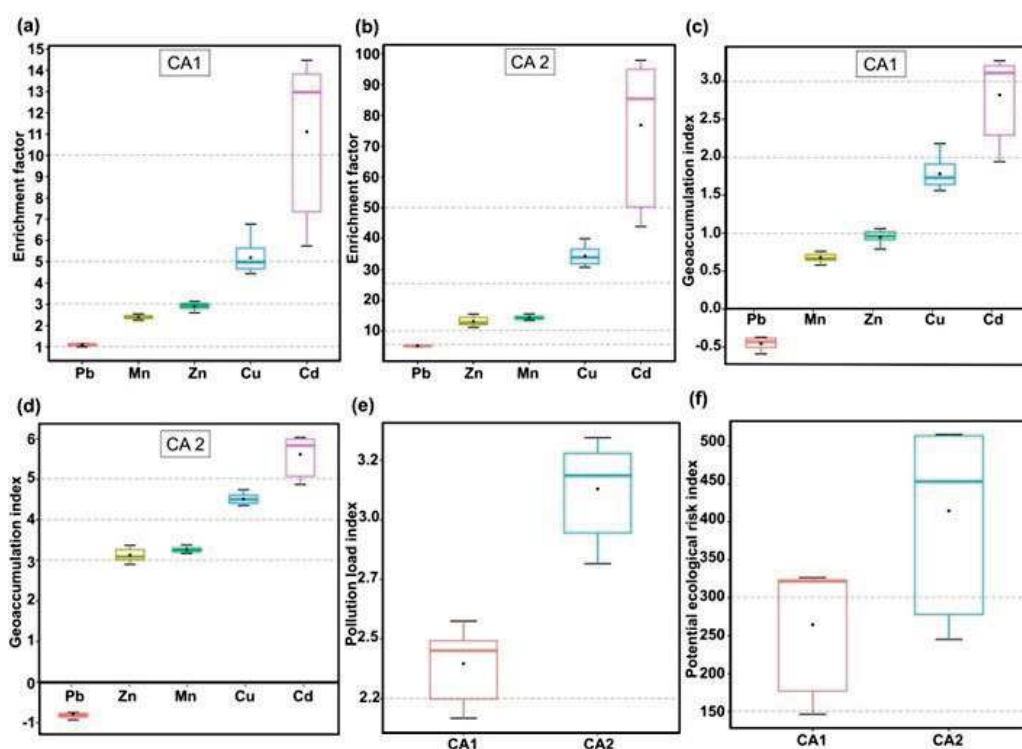 (a)
CA1
Enrichment factor
15
14
13
12
11
10
9
8
7
6
5
4
3
2
1
Pb Mn Zn Cu Cd
(b)
CA 2
Enrichment factor
100
90
80
70
60
50
40
30
20
10
0
Pb Zn Mn Cu Cd
(c)
CA1
Geoaccumulation index
3.0
2.0
1.0
0.5
0.0
-0.5
Pb Mn Zn Cu Cd
(d)
CA 2
Geoaccumulation index
6
5
4
3
2
1
0
-1
Pb Zn Mn Cu Cd
(e)
Pollution load index
3.2
3.0
2.7
2.5
2.2
CA1 CA2
(f)
Potential ecological risk index
500
450
400
350
300
250
200
150
CA1 CA2